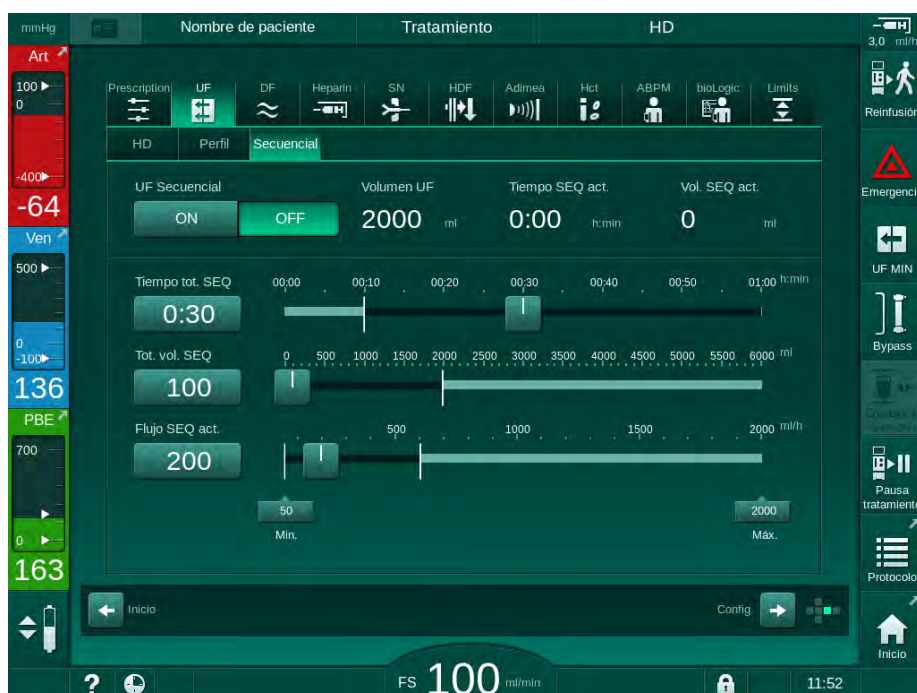 mmHg Nombre de paciente Tratamiento HD
3,0 ml/h
Art
100
0
-400
-64
Ven
500
0
-100
136
PBE
700
0
163
Prescription UF DF Heparin SN HDF Adimea Hct ABPM bioLogic Limits
HD Perfil Secuencial
UF Secuencial Volumen UF Tiempo SEQ act. Vol. SEQ act.
ON OFF 2000 ml 0:00 h:min 0 ml
Tiempo tot. SEQ 00:00 00:10 00:20 00:30 00:40 00:50 01:00 h:min
0:30
Tot. vol. SEQ 0 500 1000 1500 2000 2500 3000 3500 4000 4500 5000 5500 6000 ml
100
Flujo SEQ act. 500 1000 1500 2000 ml/h
200
50 2000
Min. Máx.
Inicio Config.
Reinfusión
Emergenci
UF MIN
Bypass
Pausa
tratamiento
Protocolo
Inicio
? FS 100 ml/min 11:52